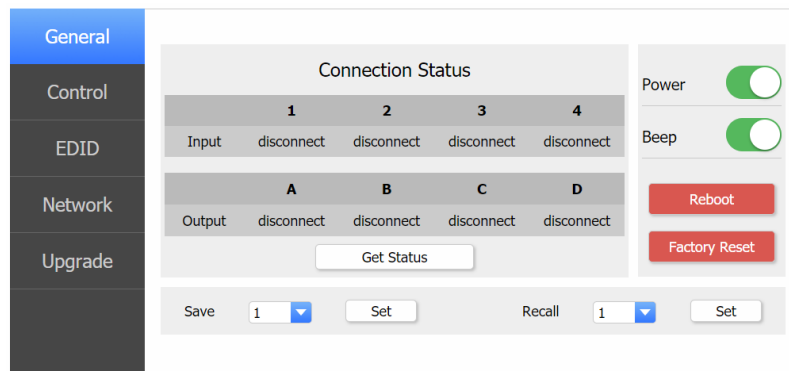 General
Control
EDID
Network
Upgrade
Connection Status
1 2 3 4
Input disconnect disconnect disconnect disconnect
A B C D
Output disconnect disconnect disconnect disconnect
Get Status
Power
Beep
Reboot
Factory Reset
Save 1 Set Recall 1 Set